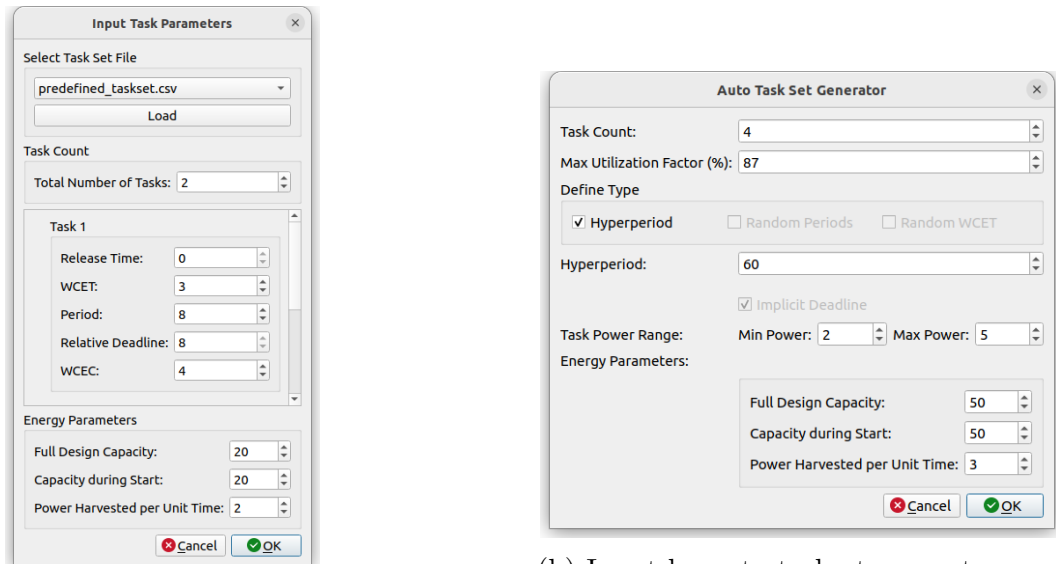 Input Task Parameters
Select Task Set File
predefined_taskset.csv
Load
Task Count
Total Number of Tasks: 2
Task 1
Release Time: 0
WCET: 3
Period: 8
Relative Deadline: 8
WCEC: 4
Energy Parameters
Full Design Capacity: 20
Capacity during Start: 20
Power Harvested per Unit Time: 2
Cancel OK
Auto Task Set Generator
Task Count: 4
Max Utilization Factor (%): 87
Define Type
Hyperperiod Random Periods Random WCET
Hyperperiod: 60
Implicit Deadline
Task Power Range: Min Power: 2 Max Power: 5
Energy Parameters:
Full Design Capacity: 50
Capacity during Start: 50
Power Harvested per Unit Time: 3
Cancel OK